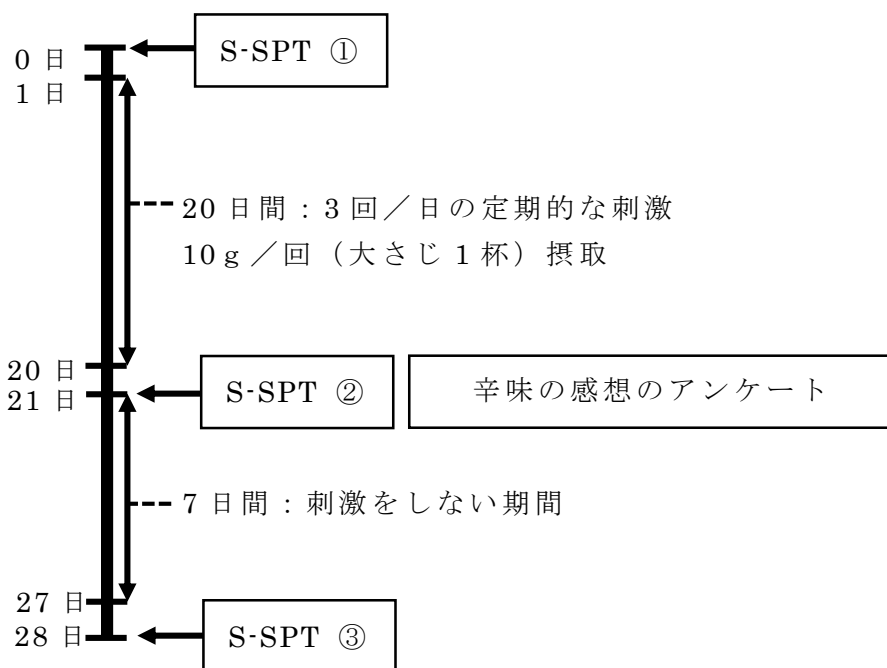 0 日
S-SPT ①
1 日
20 日間：3 回／日の定期的な刺激
10 g ／回（大さじ 1 杯）摂取
20 日
21 日
S-SPT ②
辛味の感想のアンケート
7 日間：刺激をしない期間
27 日
28 日
S-SPT ③